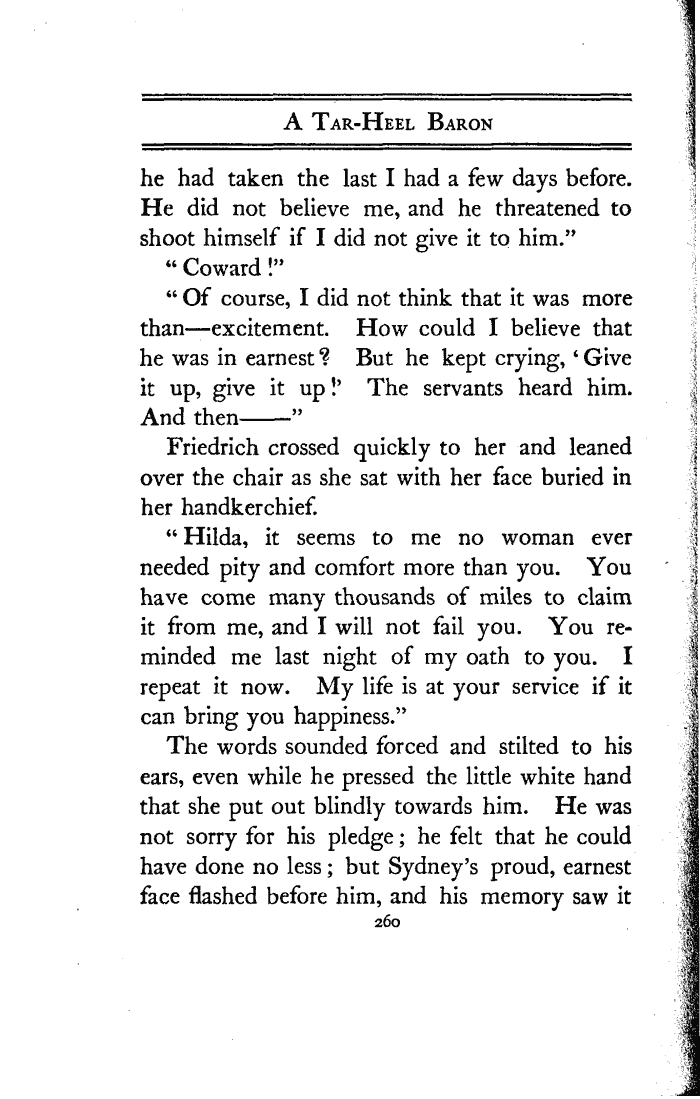 A Tar-Heel Baron
he had taken the last I had a few days before.
He did not believe me, and he threatened to
shoot himself if I did not give it to him.”
“ Coward !”
“ Of course, I did not think that it was more
than—excitement. How could I believe that
he was in earnest ? But he kept crying, ‘ Give
it up, give it up !’ The servants heard him.
And then——”
Friedrich crossed quickly to her and leaned
over the chair as she sat with her face buried in
her handkerchief.
“ Hilda, it seems to me no woman ever
needed pity and comfort more than you. You
have come many thousands of miles to claim
it from me, and I will not fail you. You re-
minded me last night of my oath to you. I
repeat it now. My life is at your service if it
can bring you happiness.”
The words sounded forced and stilted to his
ears, even while he pressed the little white hand
that she put out blindly towards him. He was
not sorry for his pledge ; he felt that he could
have done no less ; but Sydney’s proud, earnest
face flashed before him, and his memory saw it
260